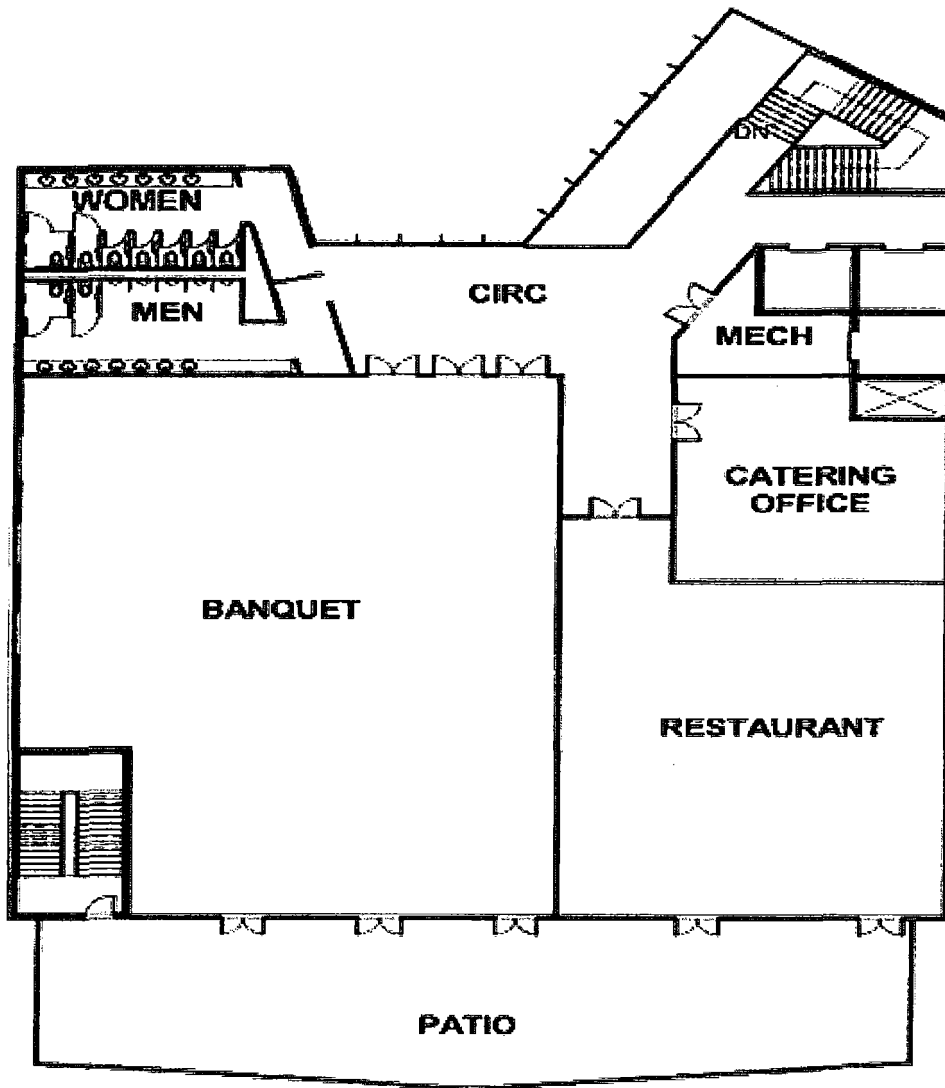 DN
WOMEN
MEN
CIRC
MECH
CATERING
OFFICE
BANQUET
RESTAURANT
PATIO